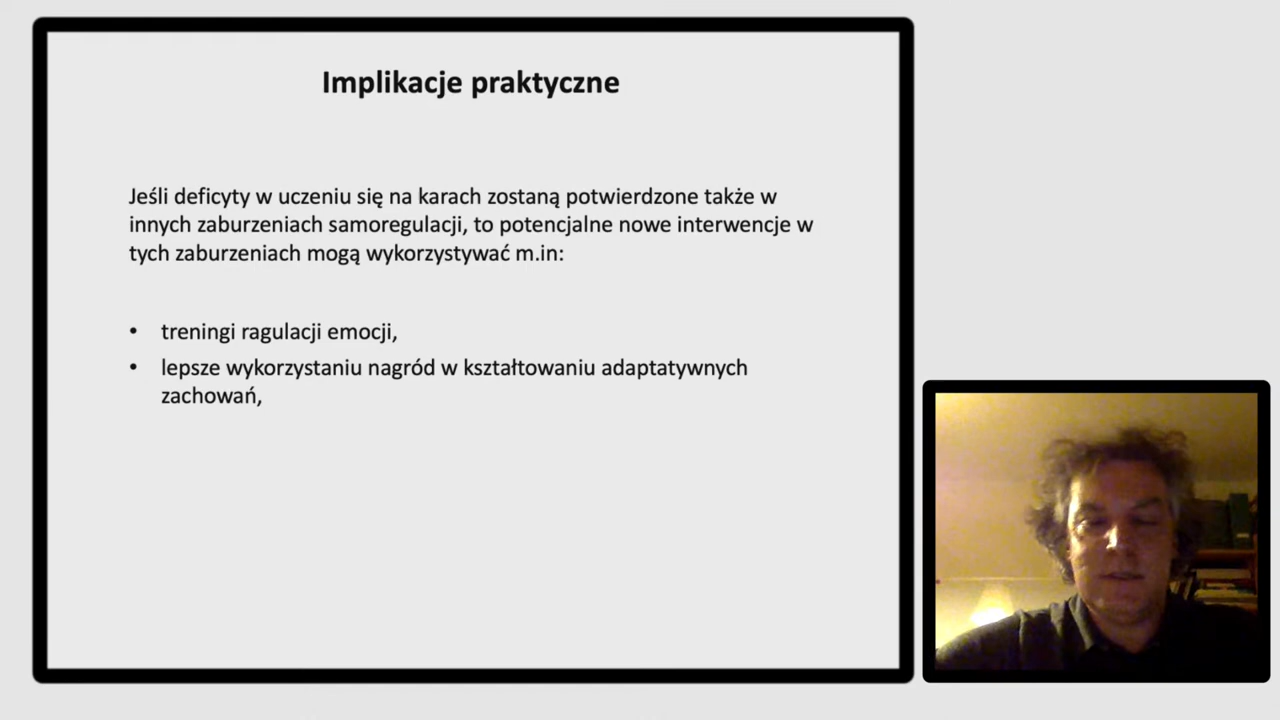 Implikacje praktyczne
Jeśli deficyty w uczeniu się na karach zostaną potwierdzone także w
innych zaburzeniach samoregulacji, to potencjalne nowe interwencje w
tych zaburzeniach mogą wykorzystywać m.in:
• treningi ragulacji emocji,
• lepsze wykorzystaniu nagród w kształtowaniu adaptatywnych
zachowań,